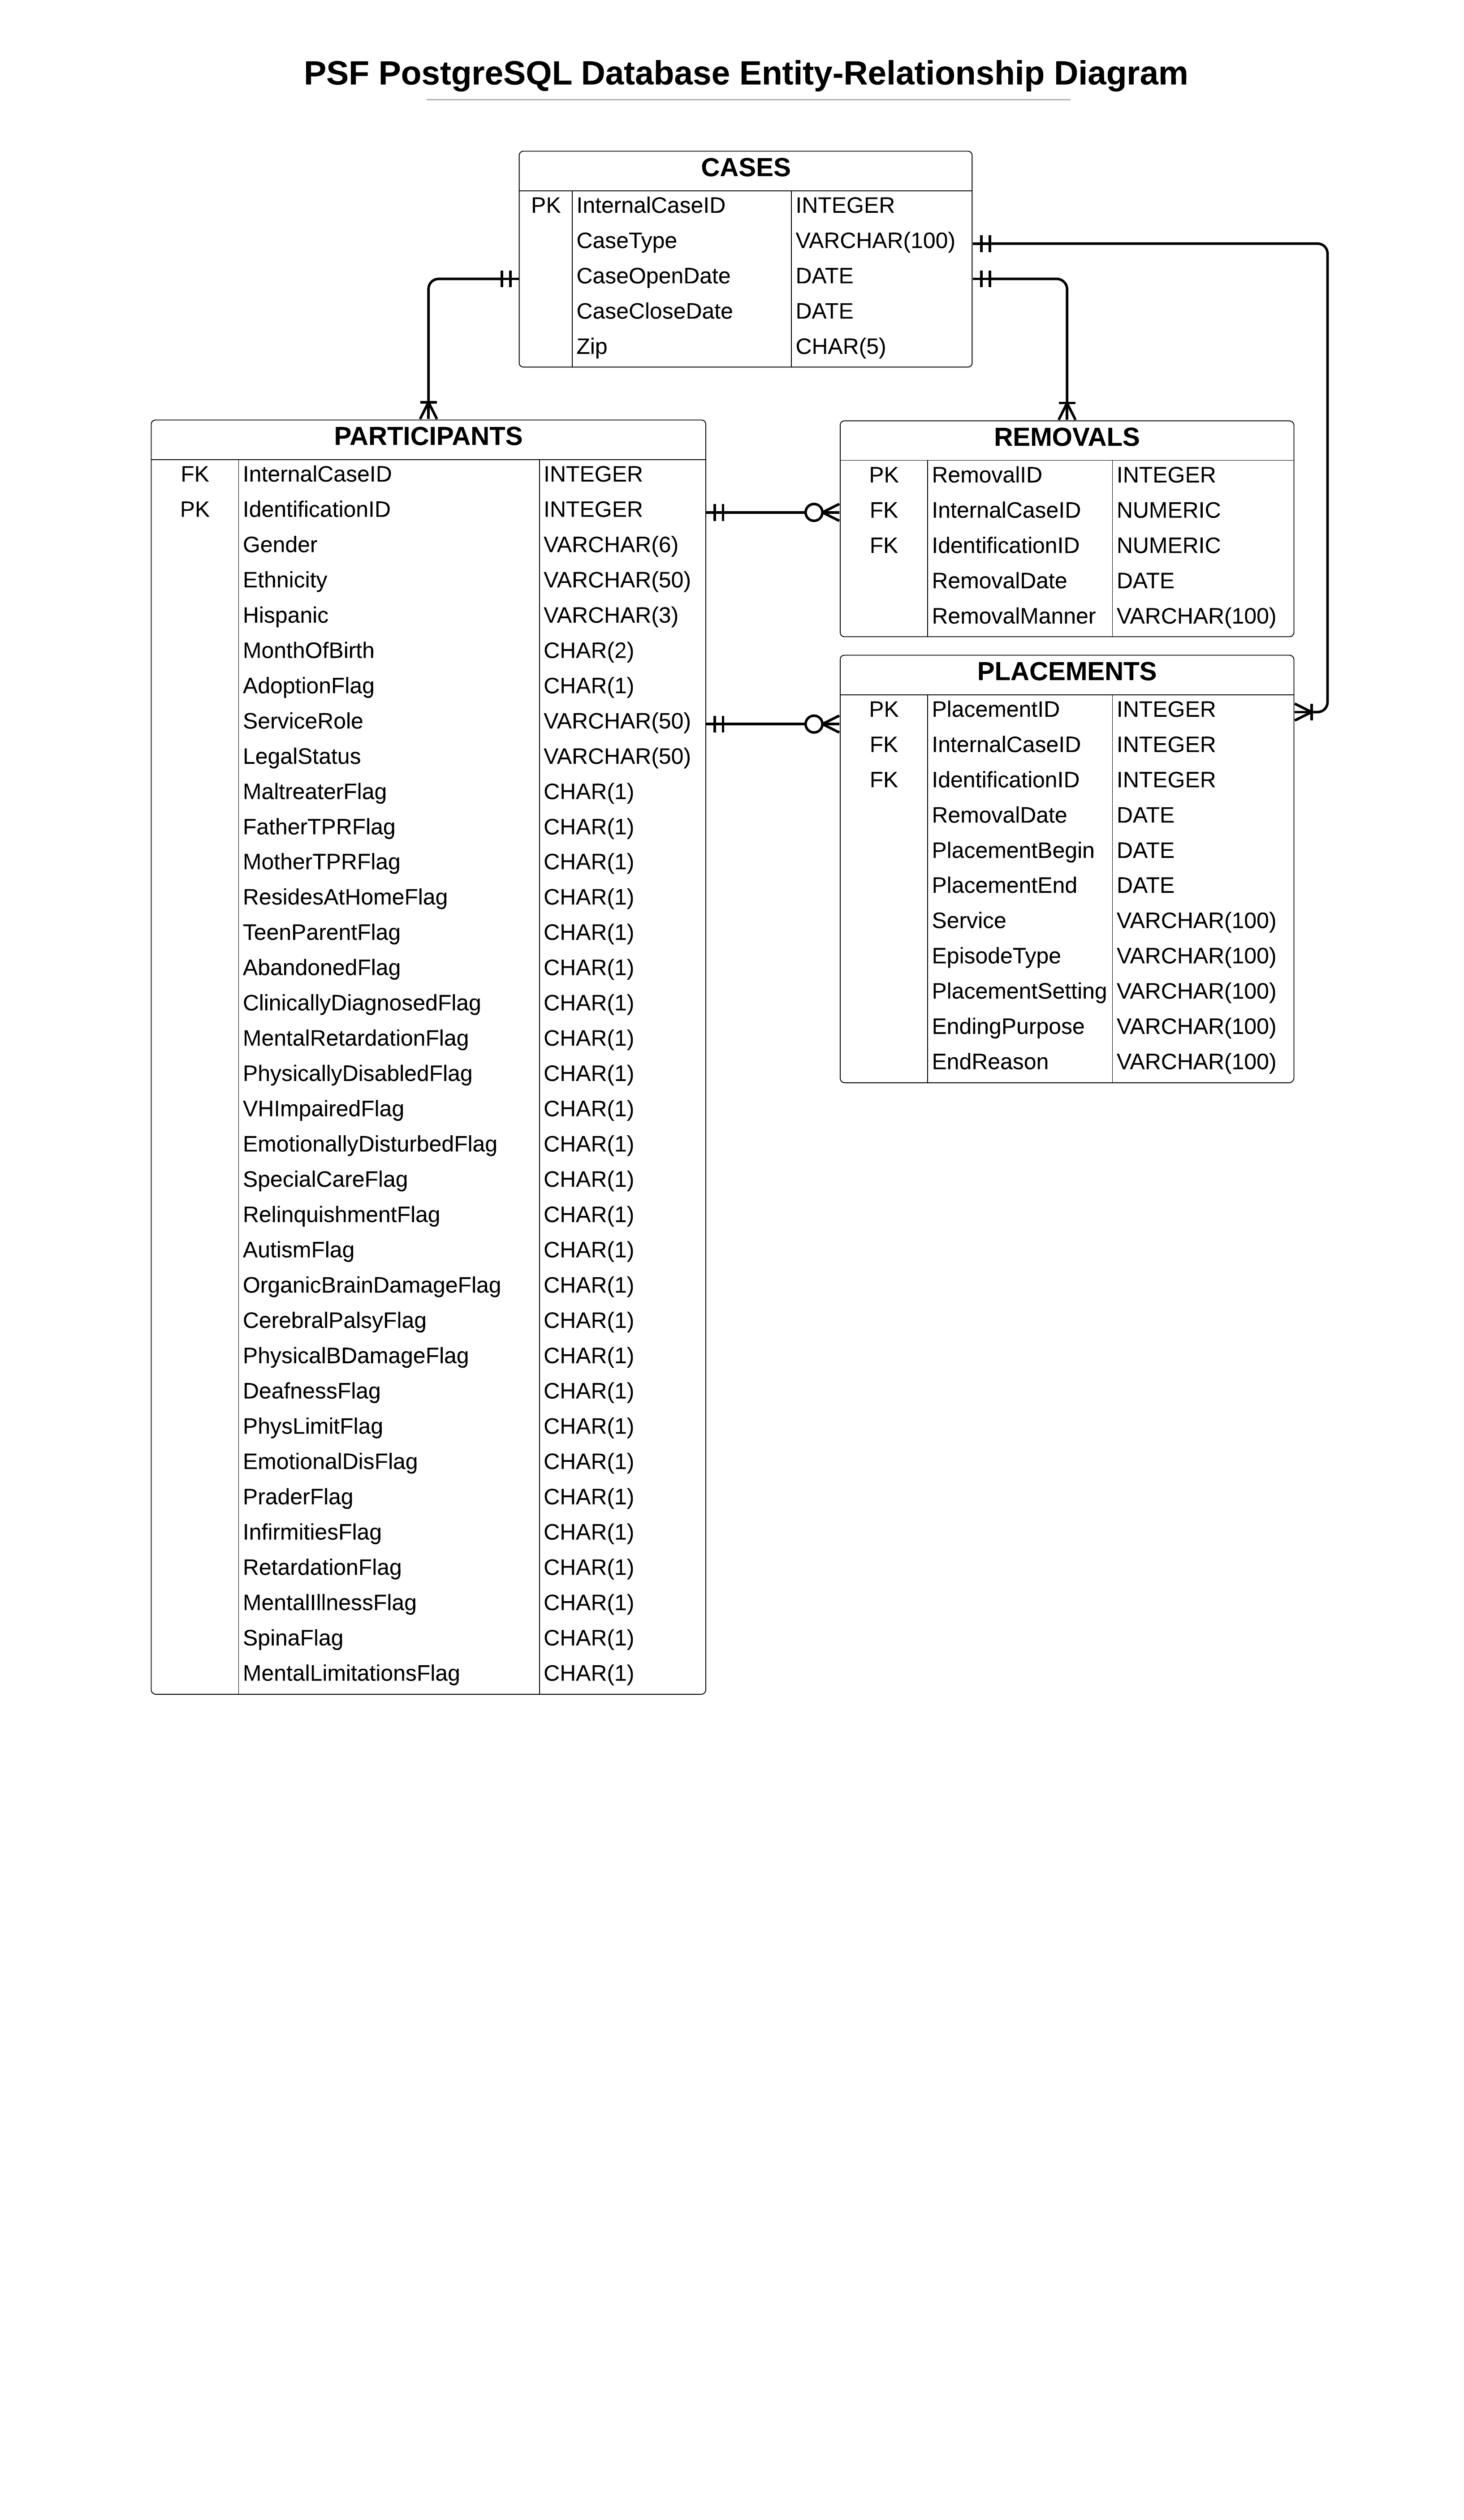 PSF PostgreSQL Database Entity-Relationship Diagram
CASES
PK InternalCaseID INTEGER
CaseType VARCHAR(100)
CaseOpenDate DATE
CaseCloseDate DATE
Zip CHAR(5)
PARTICIPANTS
FK InternalCaseID INTEGER
PK IdentificationID INTEGER
Gender VARCHAR(6)
Ethnicity VARCHAR(50)
Hispanic VARCHAR(3)
MonthOfBirth CHAR(2)
AdoptionFlag CHAR(1)
ServiceRole VARCHAR(50)
LegalStatus VARCHAR(50)
MaltreaterFlag CHAR(1)
FatherTPRFlag CHAR(1)
MotherTPRFlag CHAR(1)
ResidesAtHomeFlag CHAR(1)
TeenParentFlag CHAR(1)
AbandonedFlag CHAR(1)
ClinicallyDiagnosedFlag CHAR(1)
MentalRetardationFlag CHAR(1)
PhysicallyDisabledFlag CHAR(1)
VHImpairedFlag CHAR(1)
EmotionallyDisturbedFlag CHAR(1)
SpecialCareFlag CHAR(1)
RelinquishmentFlag CHAR(1)
AutismFlag CHAR(1)
OrganicBrainDamageFlag CHAR(1)
CerebralPalsyFlag CHAR(1)
PhysicalBDamageFlag CHAR(1)
DeafnessFlag CHAR(1)
PhysLimitFlag CHAR(1)
EmotionalDisFlag CHAR(1)
PraderFlag CHAR(1)
InfirmitiesFlag CHAR(1)
RetardationFlag CHAR(1)
MentalIllnessFlag CHAR(1)
SpinaFlag CHAR(1)
MentalLimitationsFlag CHAR(1)
REMOVALS
PK RemovalID INTEGER
FK InternalCaseID NUMERIC
FK IdentificationID NUMERIC
RemovalDate DATE
RemovalManner VARCHAR(100)
PLACEMENTS
PK PlacementID INTEGER
FK InternalCaseID INTEGER
FK IdentificationID INTEGER
RemovalDate DATE
PlacementBegin DATE
PlacementEnd DATE
Service VARCHAR(100)
EpisodeType VARCHAR(100)
PlacementSetting VARCHAR(100)
EndingPurpose VARCHAR(100)
EndReason VARCHAR(100)